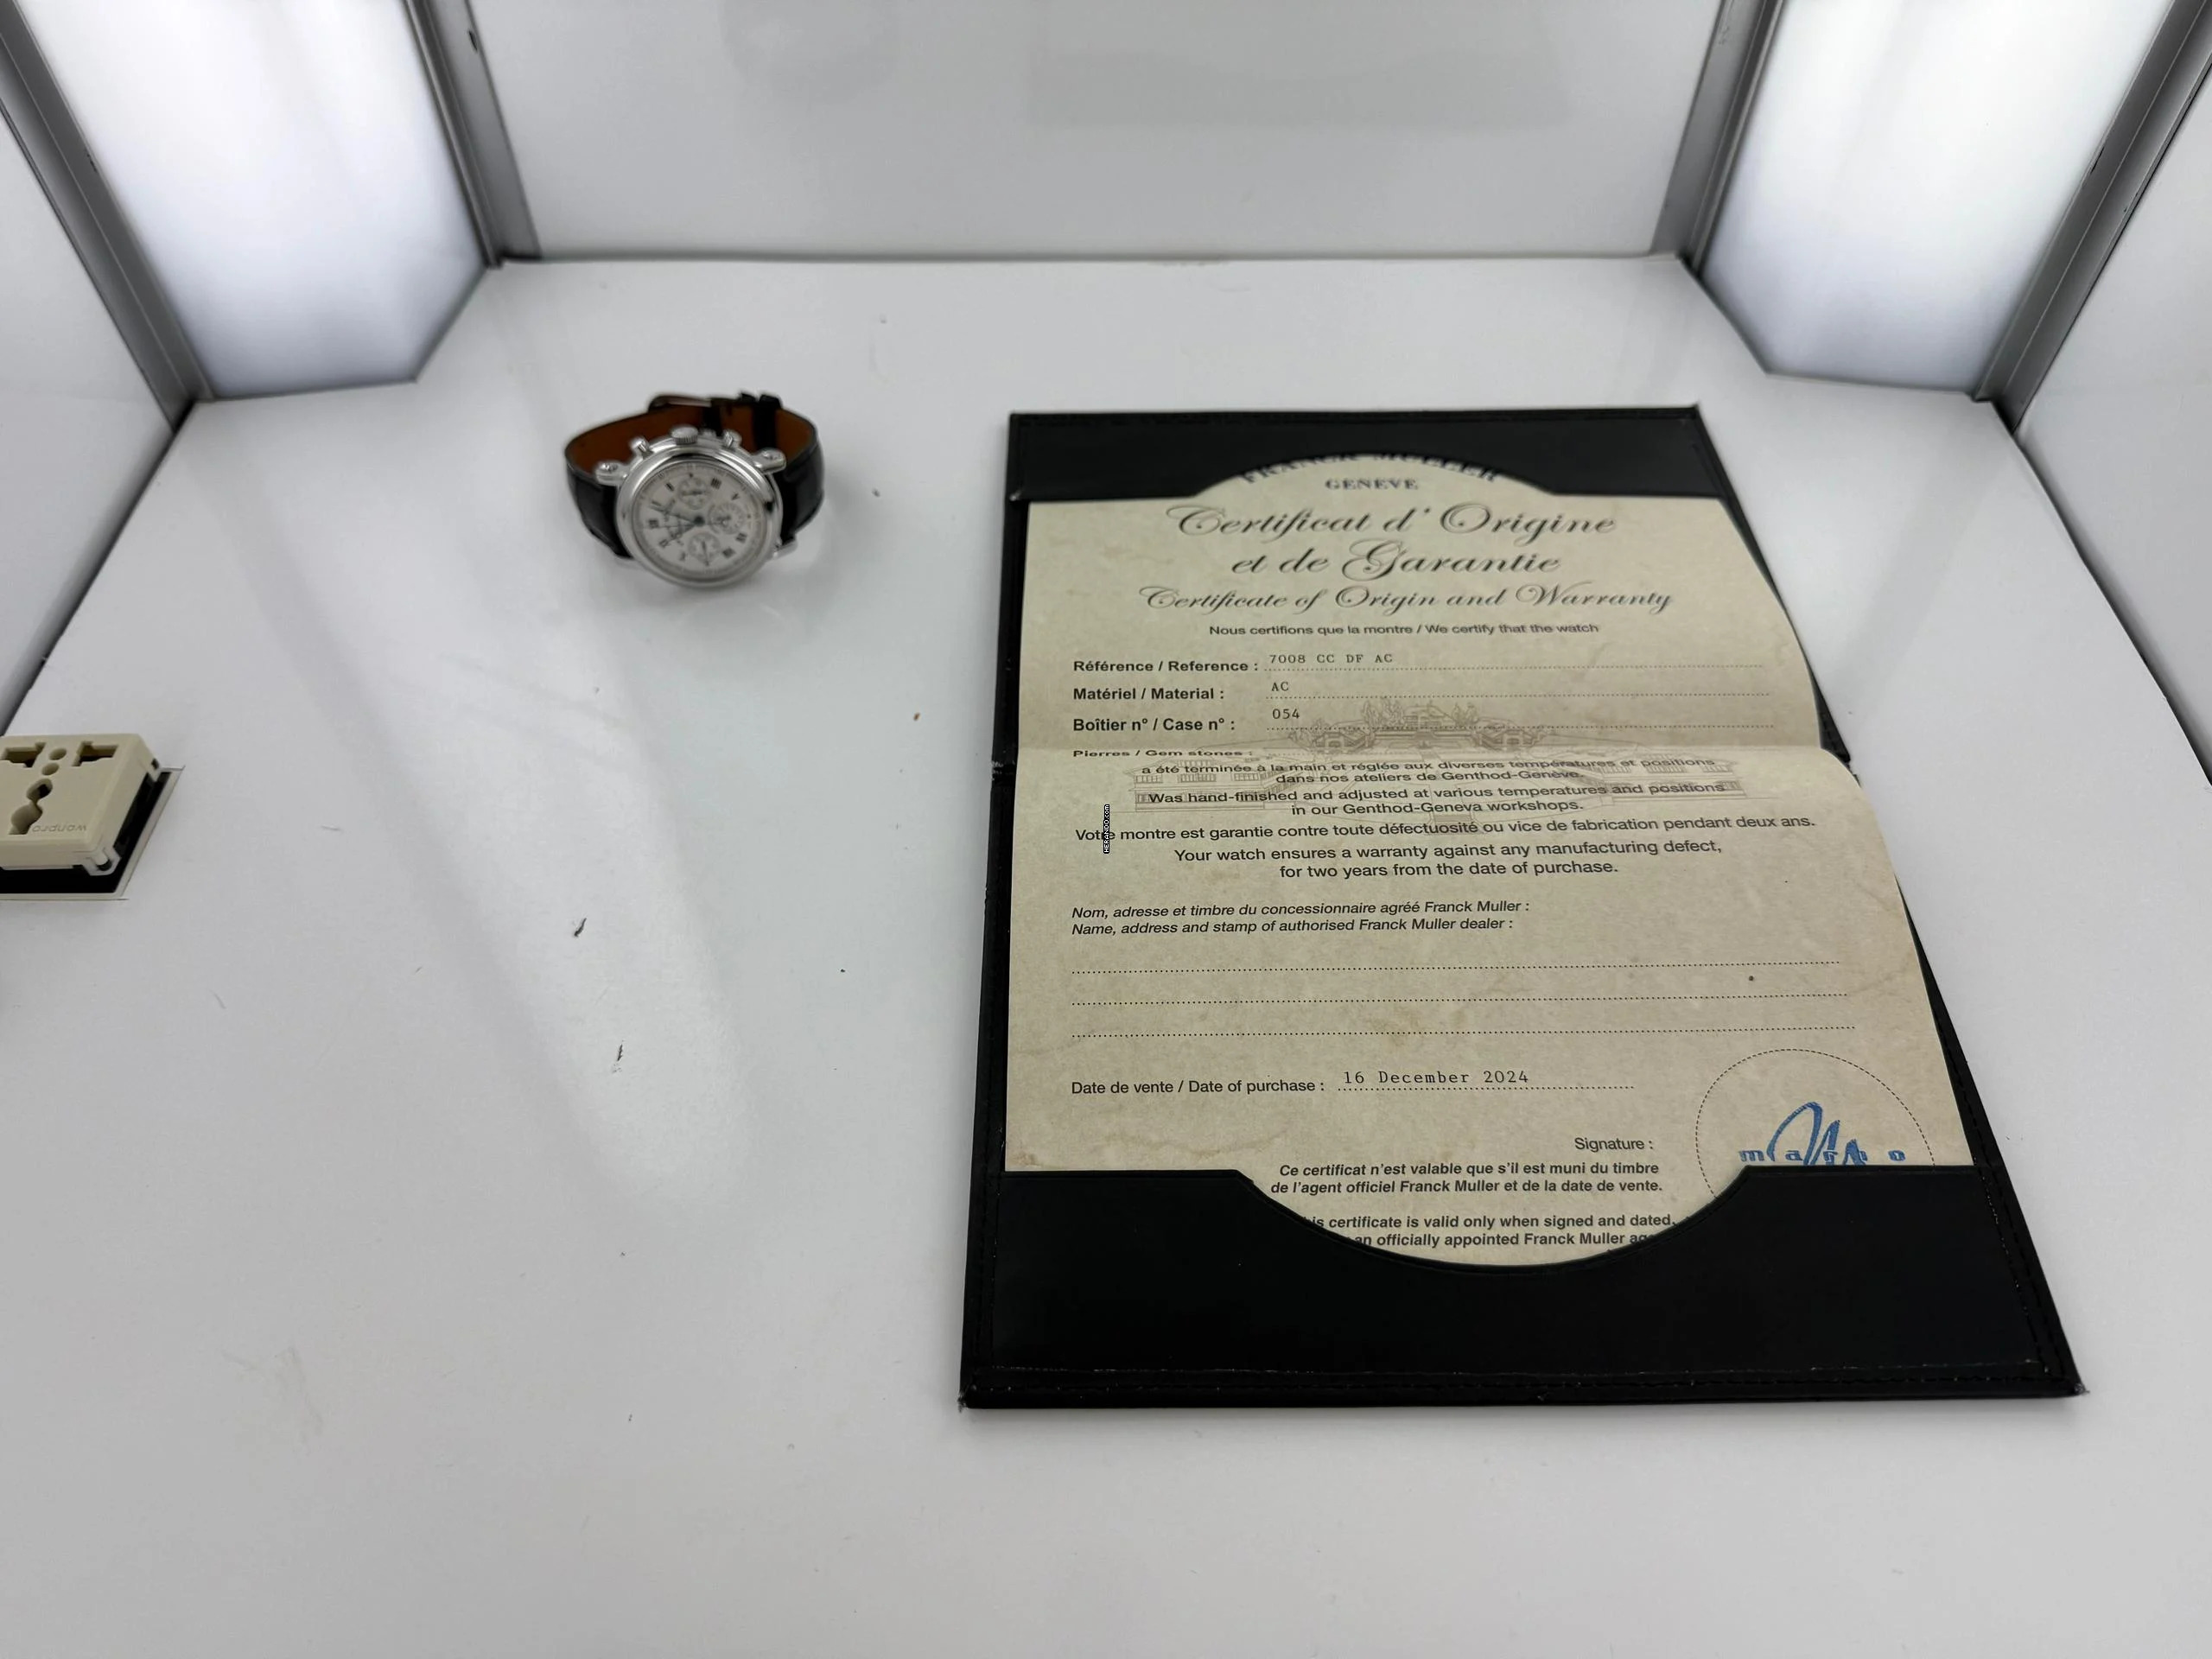 FRANCK MULLER
GENEVE
Certificat d'Origine
et de Garantie
Certificate of Origin and Warranty
Nous certifions que la montre / We certify that the watch
Référence / Reference : 7008 CC DF AC
Matériel / Material : AC
Boîtier n° / Case n° : 054
Pierres / Gem stones :
a été terminée à la main et réglée aux diverses températures et positions
dans nos ateliers de Genthod-Genève.
Was hand-finished and adjusted at various temperatures and positions
in our Genthod-Geneva workshops.
Votre montre est garantie contre toute défectuosité ou vice de fabrication pendant deux ans.
Your watch ensures a warranty against any manufacturing defect,
for two years from the date of purchase.
Nom, adresse et timbre du concessionnaire agréé Franck Muller :
Name, address and stamp of authorised Franck Muller dealer :
Date de vente / Date of purchase : 16 December 2024
Signature :
Ce certificat n'est valable que s'il est muni du timbre
de l'agent officiel Franck Muller et de la date de vente.
is certificate is valid only when signed and dated,
an officially appointed Franck Muller
wonpro